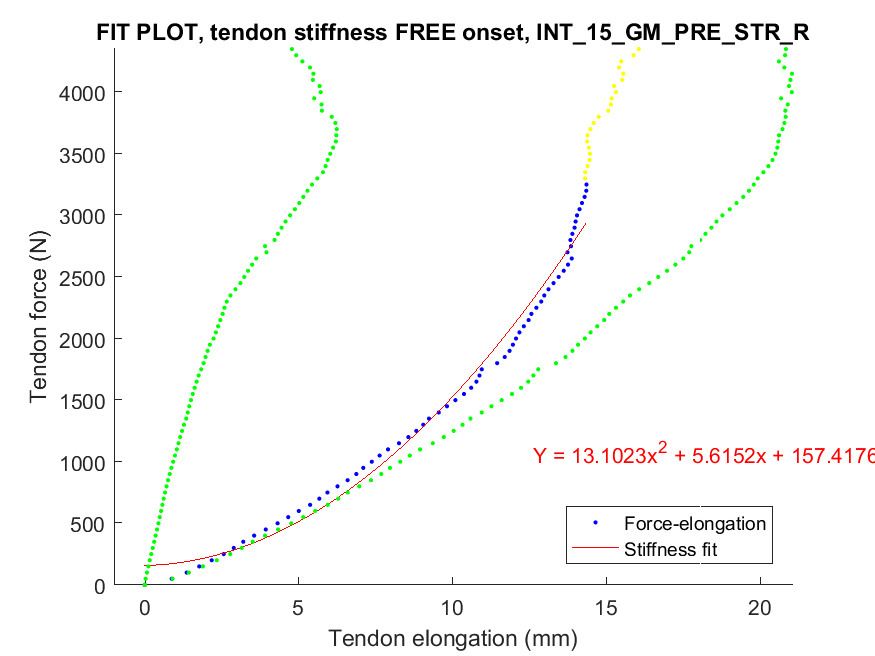 FIT PLOT, tendon stiffness FREE onset, INT_15_GM_PRE_STR_R
4000
3500
3000
2500
2000
1500
1000
500
0
Tendon force (N)
Y = 13.1023x² + 5.6152x + 157.4176
Force-elongation
Stiffness fit
0 5 10 15 20
Tendon elongation (mm)